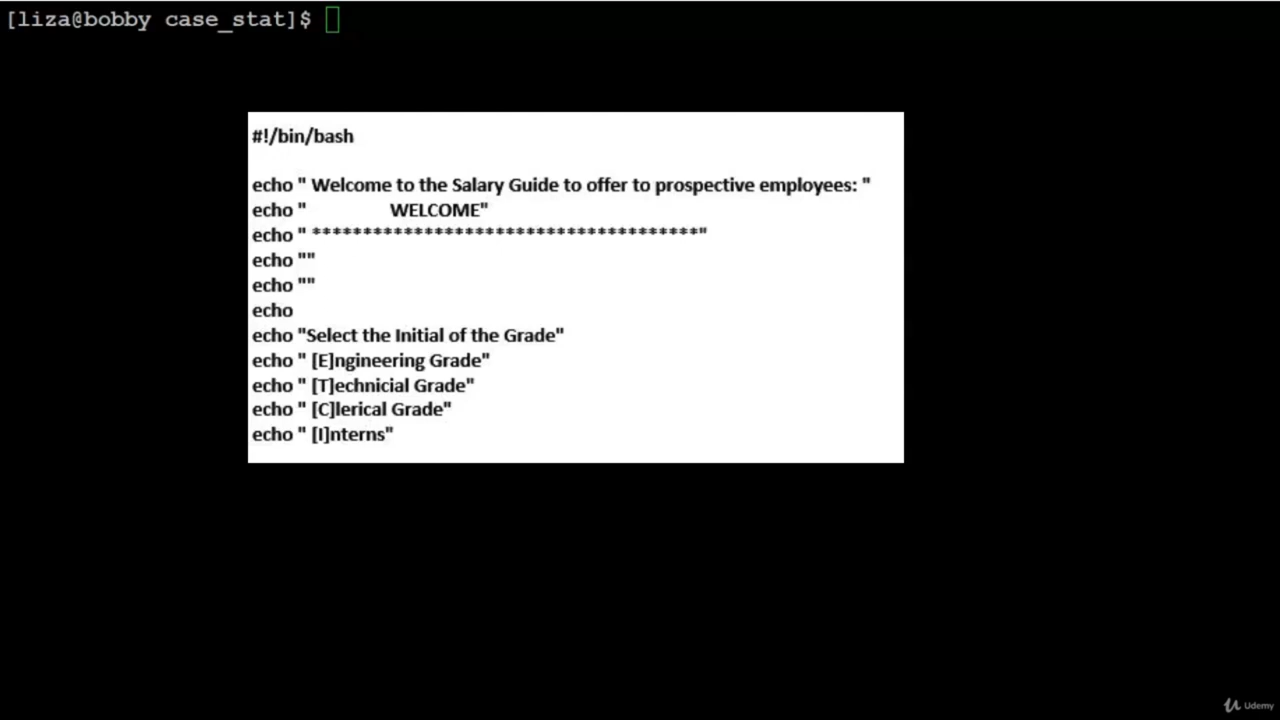 [liza@bobby case_stat]$
#!/bin/bash
echo " Welcome to the Salary Guide to offer to prospective employees: "
echo "                WELCOME"
echo " **************************************"
echo ""
echo ""
echo
echo "Select the Initial of the Grade"
echo " [E]ngineering Grade"
echo " [T]echnicial Grade"
echo " [C]lerical Grade"
echo " [I]nterns"
Udemy